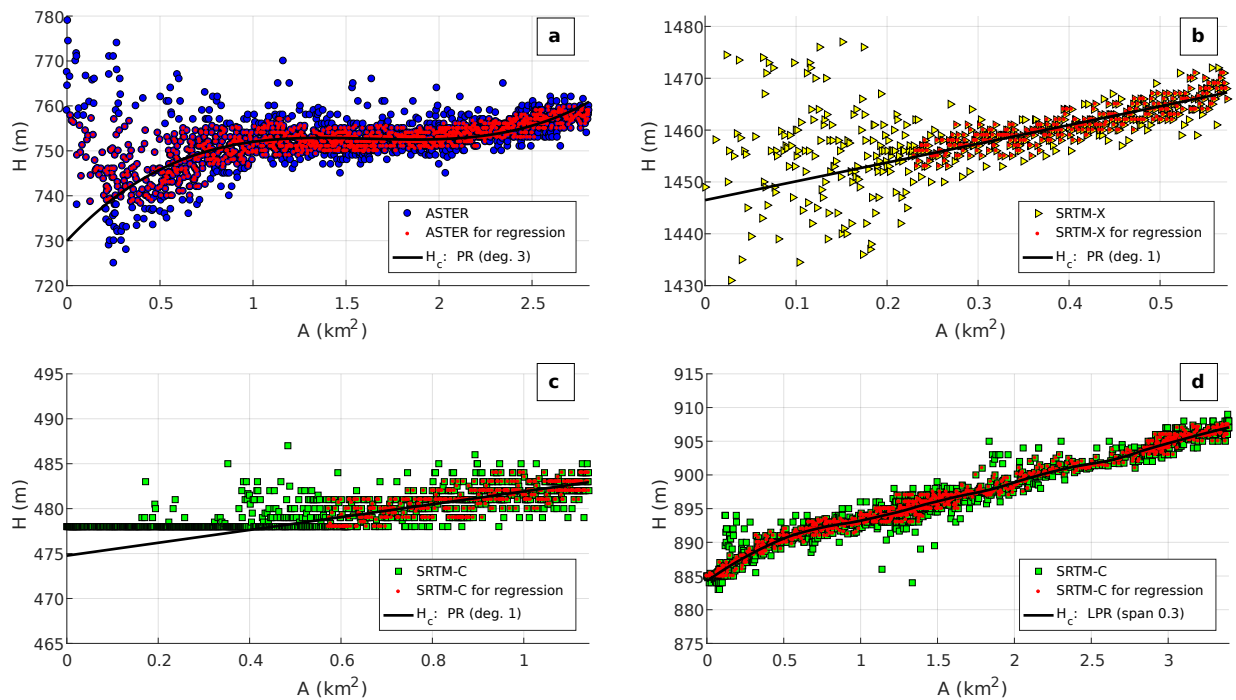 780
770
760
750
740
730
720
H (m)
0
0.5
1
1.5
2
2.5
A (km2)
a
ASTER
ASTER for regression
Hc: PR (deg. 3)
1480
1470
1460
1450
1440
1430
H (m)
0
0.1
0.2
0.3
0.4
0.5
A (km2)
b
SRTM-X
SRTM-X for regression
Hc: PR (deg. 1)
495
490
485
480
475
470
465
H (m)
0
0.2
0.4
0.6
0.8
1
A (km2)
c
SRTM-C
SRTM-C for regression
Hc: PR (deg. 1)
915
910
905
900
895
890
885
880
875
H (m)
0
0.5
1
1.5
2
2.5
3
A (km2)
d
SRTM-C
SRTM-C for regression
Hc: LPR (span 0.3)